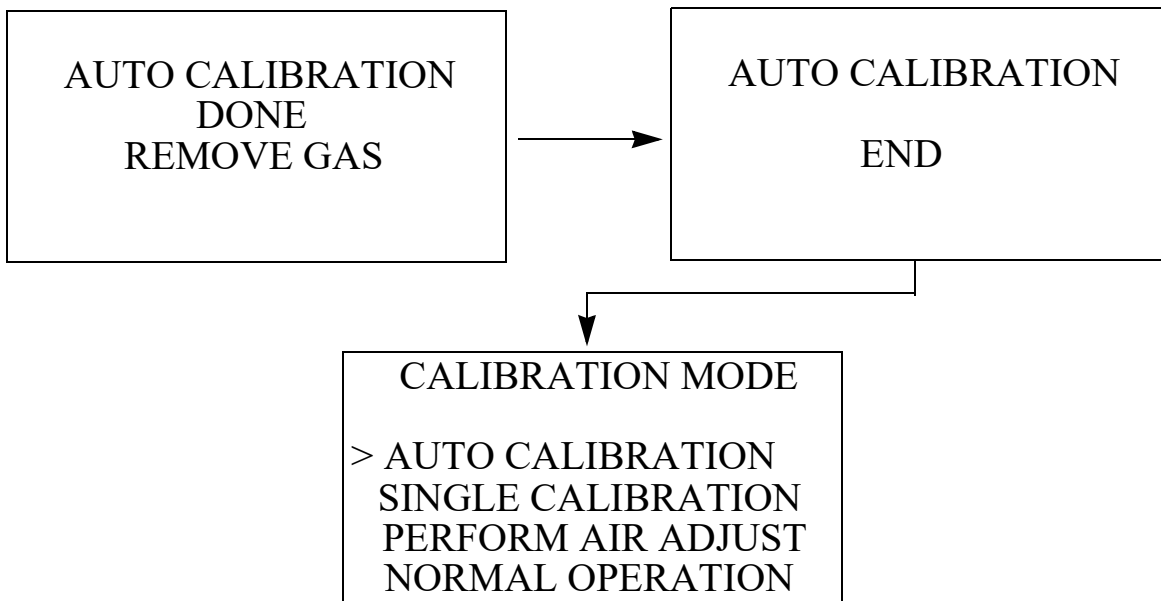 AUTO CALIBRATION
DONE
REMOVE GAS
AUTO CALIBRATION
END
CALIBRATION MODE
> AUTO CALIBRATION
SINGLE CALIBRATION
PERFORM AIR ADJUST
NORMAL OPERATION